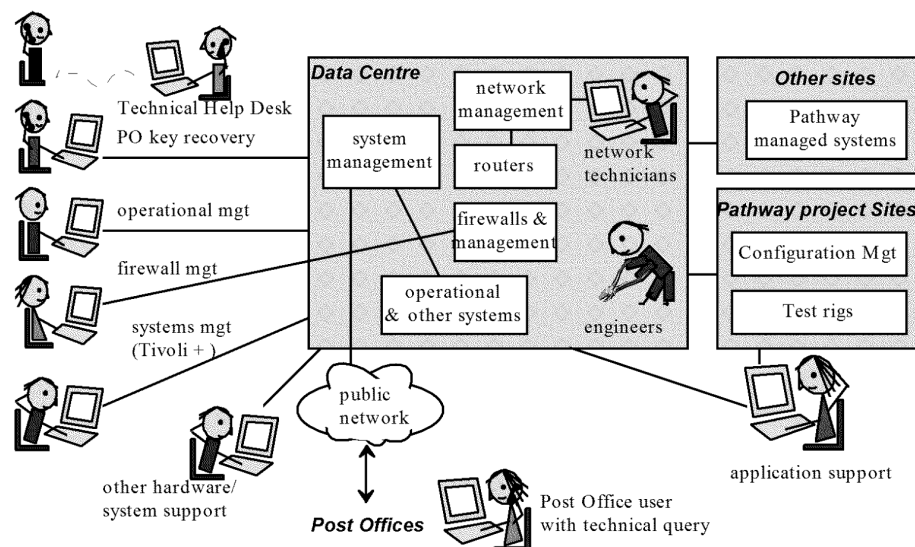 Technical Help Desk
PO key recovery
operational mgt
firewall mgt
systems mgt
(Tivoli + )
other hardware/
system support
Data Centre
system
management
network
management
routers
firewalls &
management
operational
& other systems
network
technicians
engineers
public
network
Post Offices
Post Office user
with technical query
Other sites
Pathway
managed systems
Pathway project Sites
Configuration Mgt
Test rigs
application support